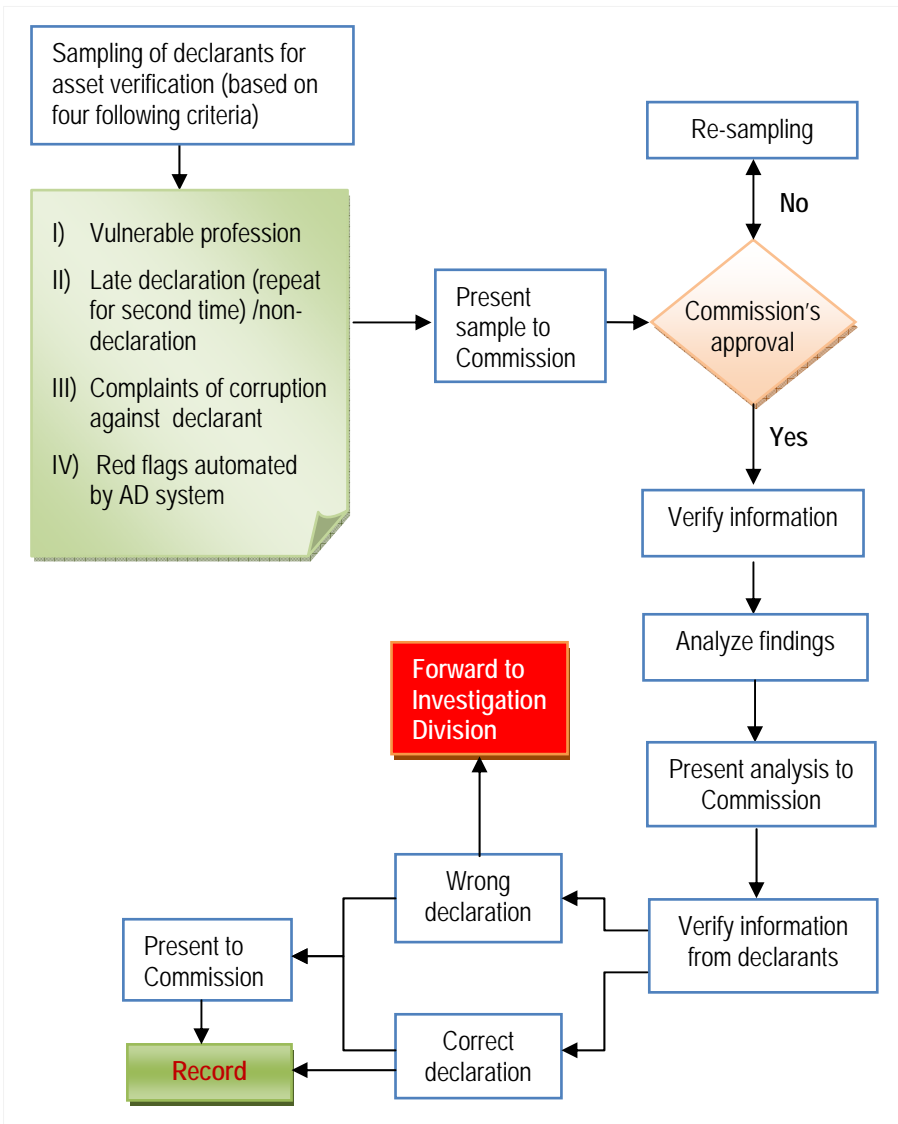 Sampling of declarants for
asset verification (based on
four following criteria)
I) Vulnerable profession
II) Late declaration (repeat
for second time) /non-
declaration
III) Complaints of corruption
against declarant
IV) Red flags automated
by AD system
Present
sample to
Commission
Re-sampling
No
Commission's
approval
Yes
Verify information
Analyze findings
Present analysis to
Commission
Verify information
from declarants
Wrong
declaration
Forward to
Investigation
Division
Correct
declaration
Present to
Commission
Record